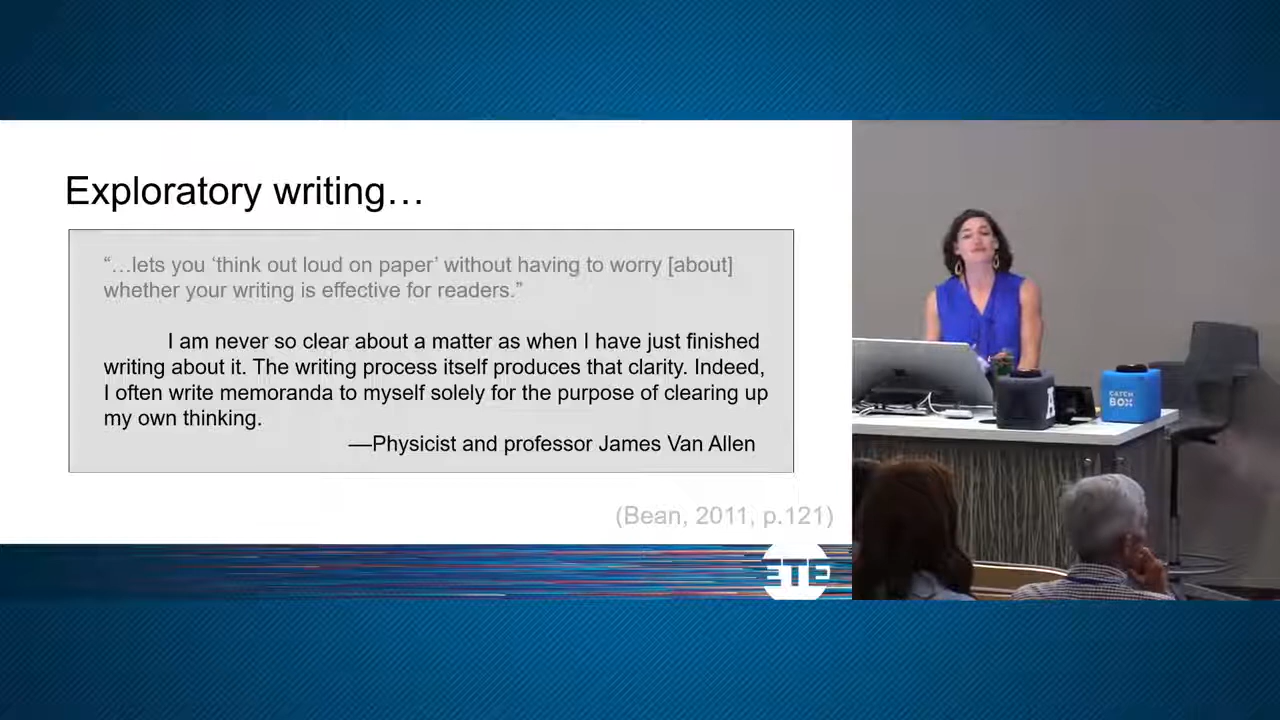 Exploratory writing…
“…lets you ‘think out loud on paper’ without having to worry [about]
whether your writing is effective for readers.”
I am never so clear about a matter as when I have just finished
writing about it. The writing process itself produces that clarity. Indeed,
I often write memoranda to myself solely for the purpose of clearing up
my own thinking.
—Physicist and professor James Van Allen
(Bean, 2011, p.121)
ETE
CATCH
BOX